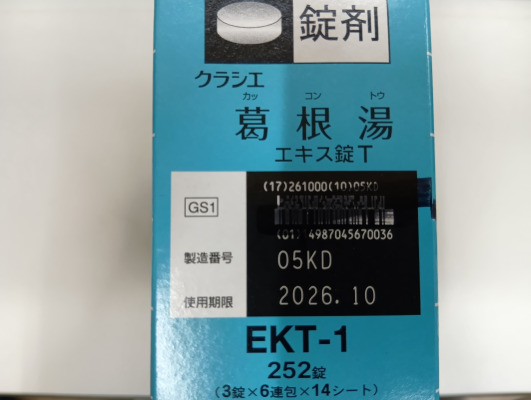 錠剤
クラシエ
カッ コン トウ
葛根湯
エキス錠T
(17)261000(10)05KD
GS1
(01)14987045670036
製造番号 05KD
使用期限 2026.10
EKT-1
252錠
(3錠×6連包×14シート)